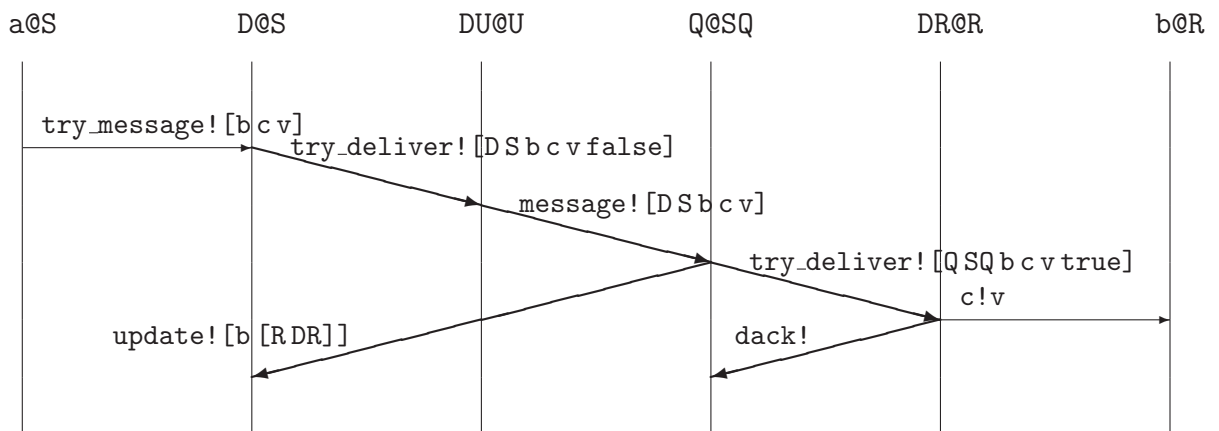 a@S D@S DU@U Q@SQ DR@R b@R
try_message![b c v]
try_deliver![D S b c v false]
message![D S b c v]
try_deliver![Q SQ b c v true]
c!v
update![b [R DR]]
dack!